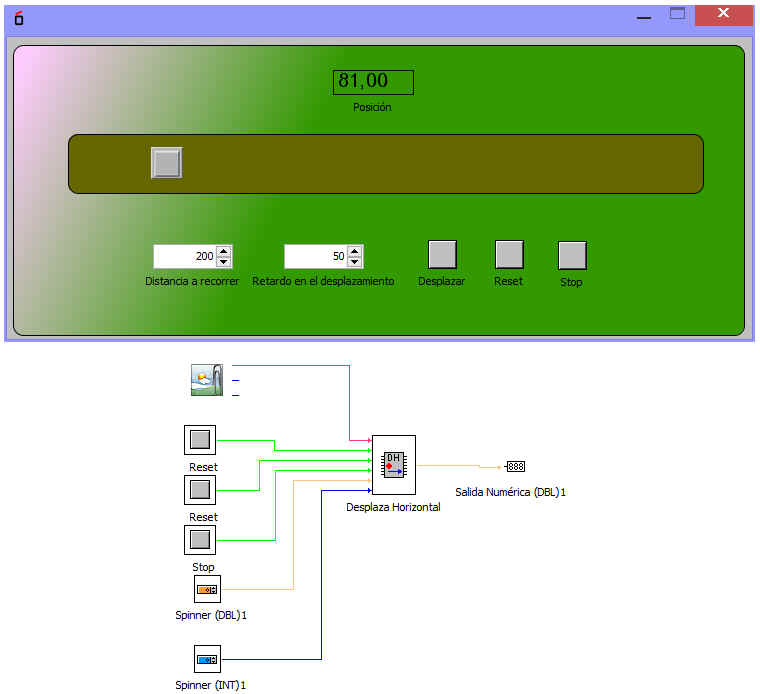 81,00
Posición
200
50
Distancia a recorrer
Retardo en el desplazamiento
Desplazar
Reset
Stop
DH
Reset
Desplaza Horizontal
888
Salida Numérica (DBL)1
Reset
Stop
Spinner (DBL)1
Spinner (INT)1